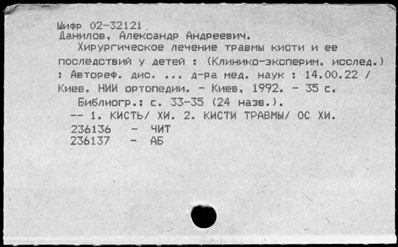 Шифр 02-32121
Данилов, Александр Андреевич.
Хирургическое лечение травмы кисти и ее
последствий у детей : (Клинико-эксперим. исслед.)
: Автореф. дис. ... д-ра мед. наук : 14.00.22 /
Киев. НИИ ортопедии. - Киев, 1992. - 35 с.
Библиогр.: с. 33-35 (24 назв.).
-- 1. КИСТЬ/ ХИ. 2. КИСТИ ТРАВМЫ/ ОС ХИ.
236136 - ЧИТ
236137 - АБ